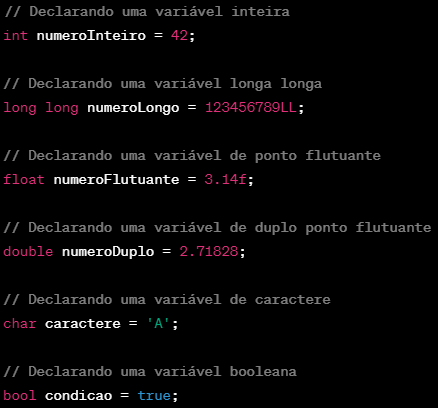 // Declarando uma variável inteira
int numeroInteiro = 42;
// Declarando uma variável longa longa
long long numeroLongo = 123456789LL;
// Declarando uma variável de ponto flutuante
float numeroFlutuante = 3.14f;
// Declarando uma variável de duplo ponto flutuante
double numeroDuplo = 2.71828;
// Declarando uma variável de caractere
char caractere = 'A';
// Declarando uma variável booleana
bool condicao = true;